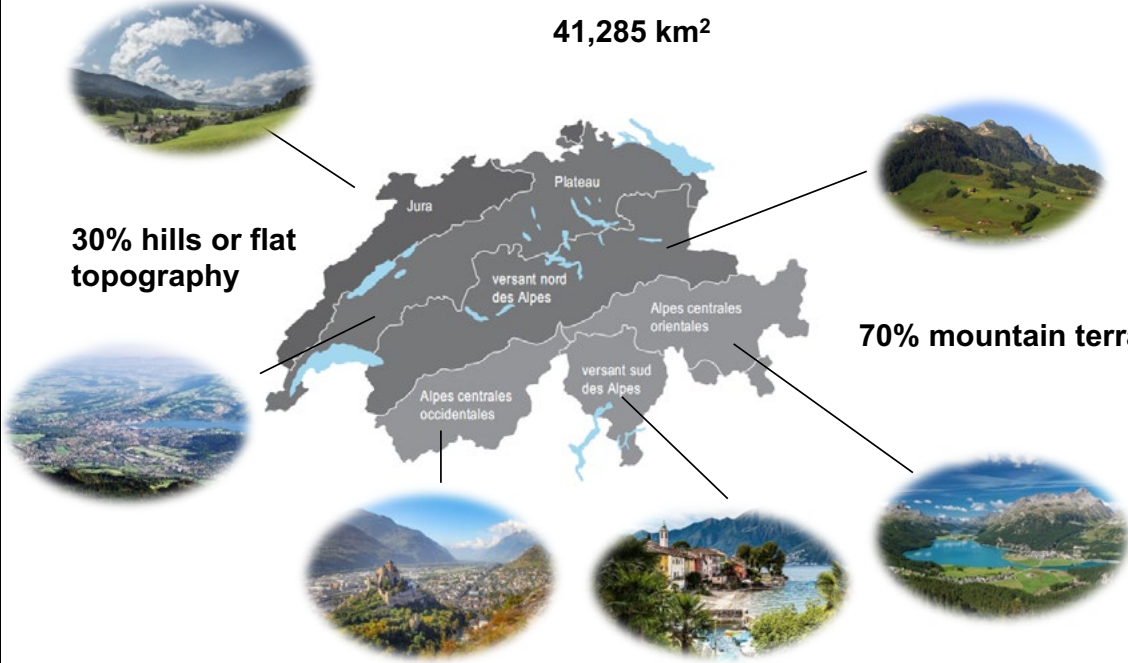 41,285 km²
Plateau
Jura
30% hills or flat
topography
versant nord
des Alpes
Alpes centrales
orientales
70% mountain terra
versant sud
des Alpes
Alpes centrales
occidentales